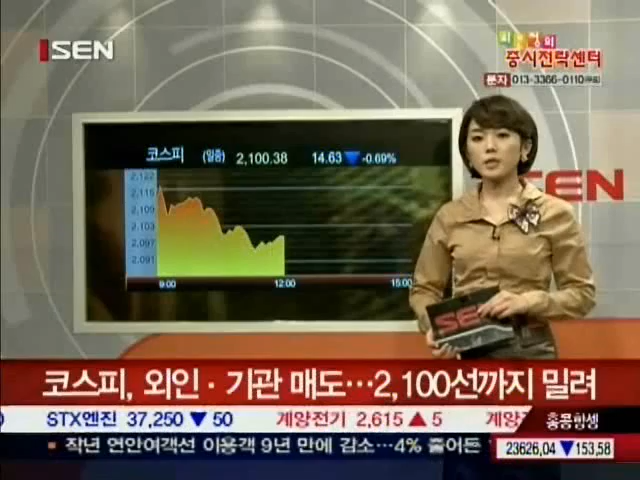 SEN
증시전략센터
문자 013-3366-0110
코스피 (일중) 2,100.38 14.63 ▼ -0.69%
2,122
2,115
2,109
2,103
2,097
2,091
9:00 12:00 15:00
SEN
SEN
코스피, 외인·기관 매도…2,100선까지 밀려
STX엔진 37,250 ▼ 50 계양전기 2,615 ▲ 5 계양전 홍콩항셍
작년 연안여객선 이용객 9년 만에 감소…4% 줄어든 23626,04 ▼ 153,58